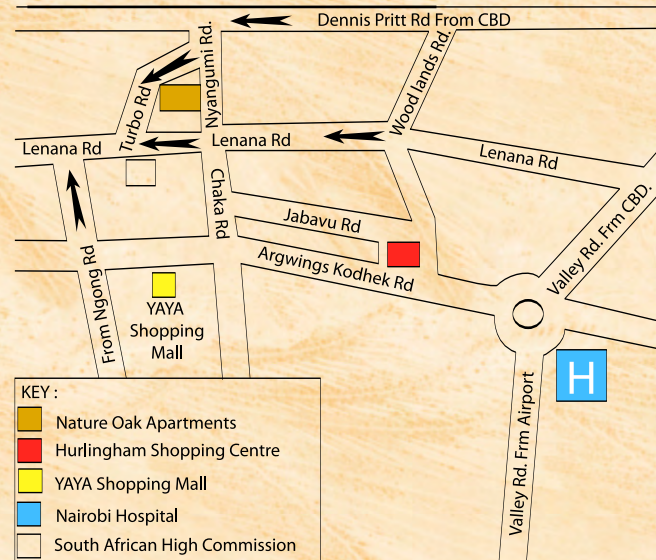 Dennis Pritt Rd From CBD
Nyangumi Rd.
Wood lands Rd.
Turbo Rd
Lenana Rd
Lenana Rd
Lenana Rd
Chaka Rd
Jabavu Rd
Argwings Kodhek Rd
Valley Rd. Frm CBD.
From Ngong Rd
YAYA
Shopping
Mall
H
Valley Rd. Frm Airport
KEY :
Nature Oak Apartments
Hurlingham Shopping Centre
YAYA Shopping Mall
Nairobi Hospital
South African High Commission